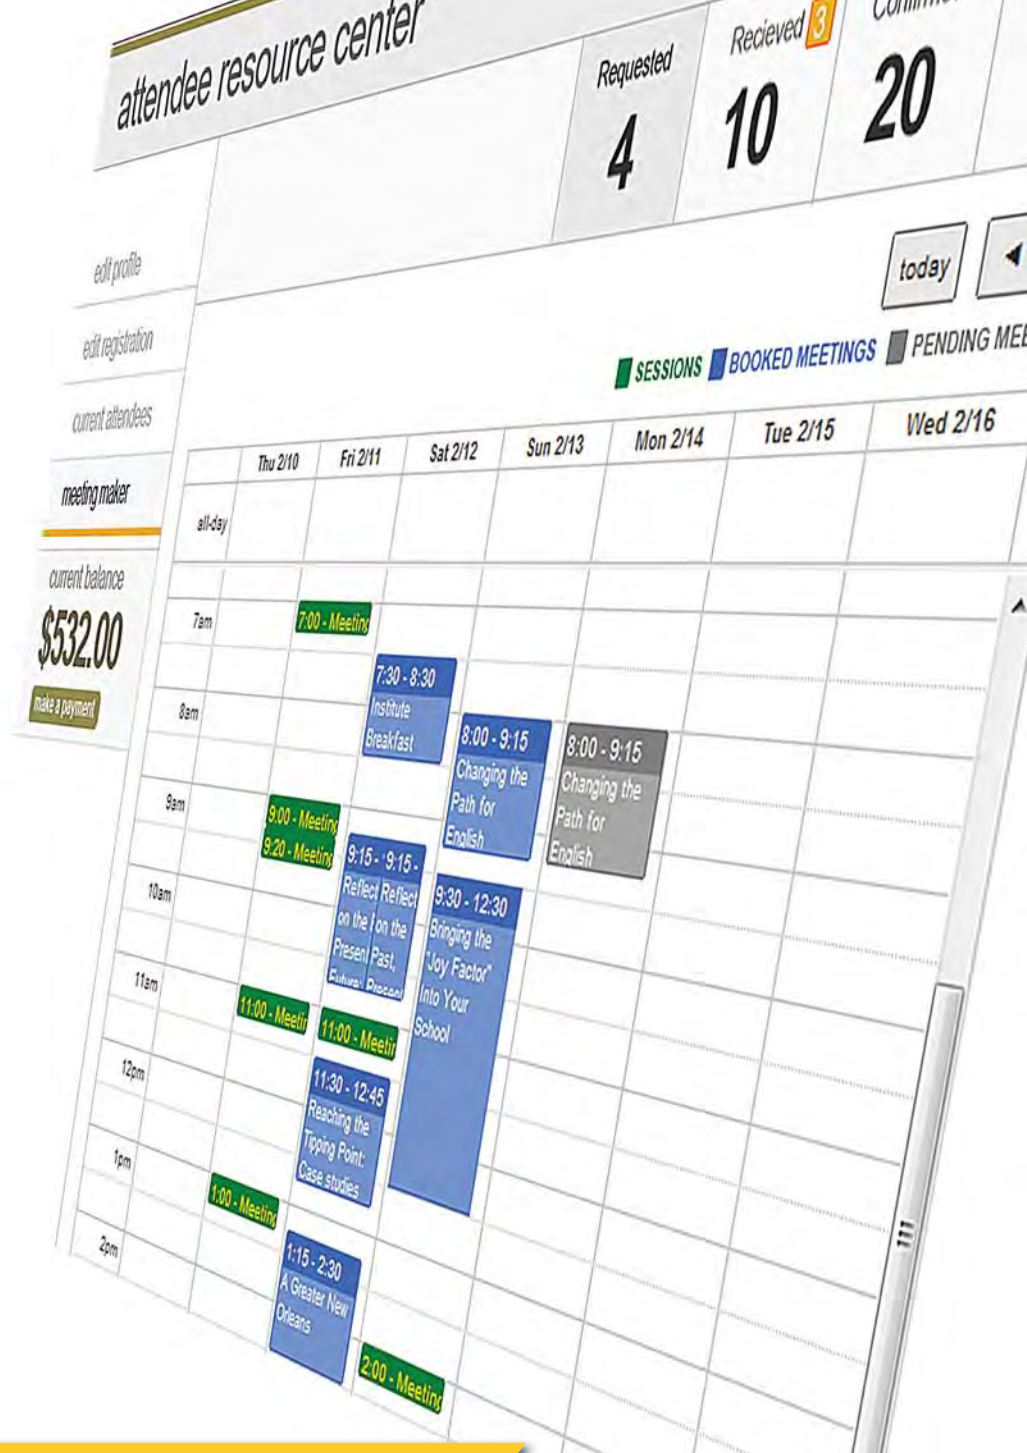 attendee resource center
Requested
4
Recieved 3
10
20
edit profile
edit registration
current attendees
meeting maker
current balance
$532.00
make a payment
today
SESSIONS BOOKED MEETINGS PENDING
Thu 2/10 Fri 2/11 Sat 2/12 Sun 2/13 Mon 2/14 Tue 2/15 Wed 2/16
all-day
7am
8am
9am
10am
11am
12pm
1pm
2pm
9:00 - Meeting
9:20 - Meeting
11:00 - Meetin
1:00 - Meeting
7:00 - Meeting
7:30 - 8:30
Institute
Breakfast
9:15 -
Reflect
on the
Present
Future
9:15 -
Reflect
on the
Past,
Present
11:00 - Meetin
11:30 - 12:45
Reaching the
Tipping Point:
Case studies
1:15 - 2:30
A Greater New
Orleans
8:00 - 9:15
Changing the
Path for
English
9:30 - 12:30
Bringing the
"Joy Factor"
Into Your
School
2:00 - Meeting
8:00 - 9:15
Changing the
Path for
English